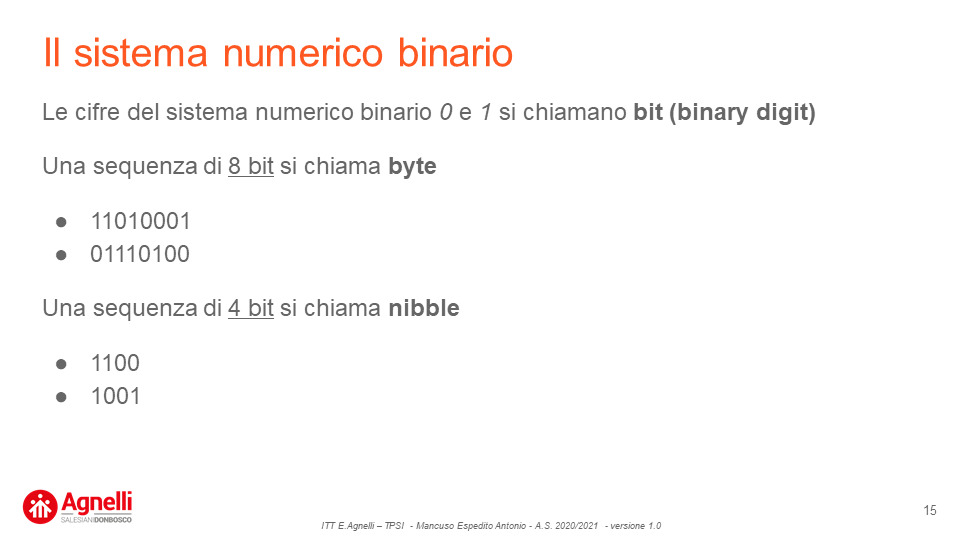 Il sistema numerico binario
Le cifre del sistema numerico binario 0 e 1 si chiamano bit (binary digit)
Una sequenza di 8 bit si chiama byte
● 11010001
● 01110100
Una sequenza di 4 bit si chiama nibble
● 1100
● 1001
Agnelli
SALESIANI DONBOSCO
ITT E.Agnelli – TPSI - Mancuso Espedito Antonio - A.S. 2020/2021 - versione 1.0
15